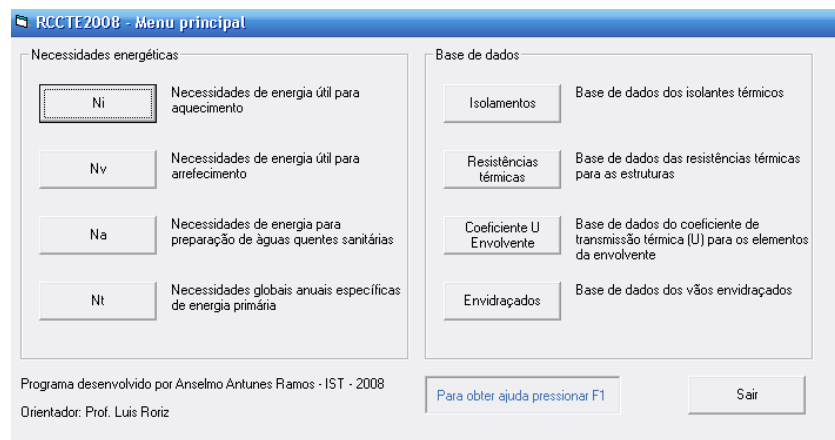 RCCTE2008 - Menu principal
Necessidades energéticas
Ni
Necessidades de energia útil para
aquecimento
Nv
Necessidades de energia útil para
arrefecimento
Na
Necessidades de energia para
preparação de àguas quentes sanitárias
Nt
Necessidades globais anuais específicas
de energia primária
Base de dados
Isolamentos
Base de dados dos isolantes térmicos
Resistências
térmicas
Base de dados das resistências térmicas
para as estruturas
Coeficiente U
Envolvente
Base de dados do coeficiente de
transmissão térmica (U) para os elementos
da envolvente
Envidraçados
Base de dados dos vãos envidraçados
Programa desenvolvido por Anselmo Antunes Ramos - IST - 2008
Orientador: Prof. Luis Roriz
Para obter ajuda pressionar F1
Sair